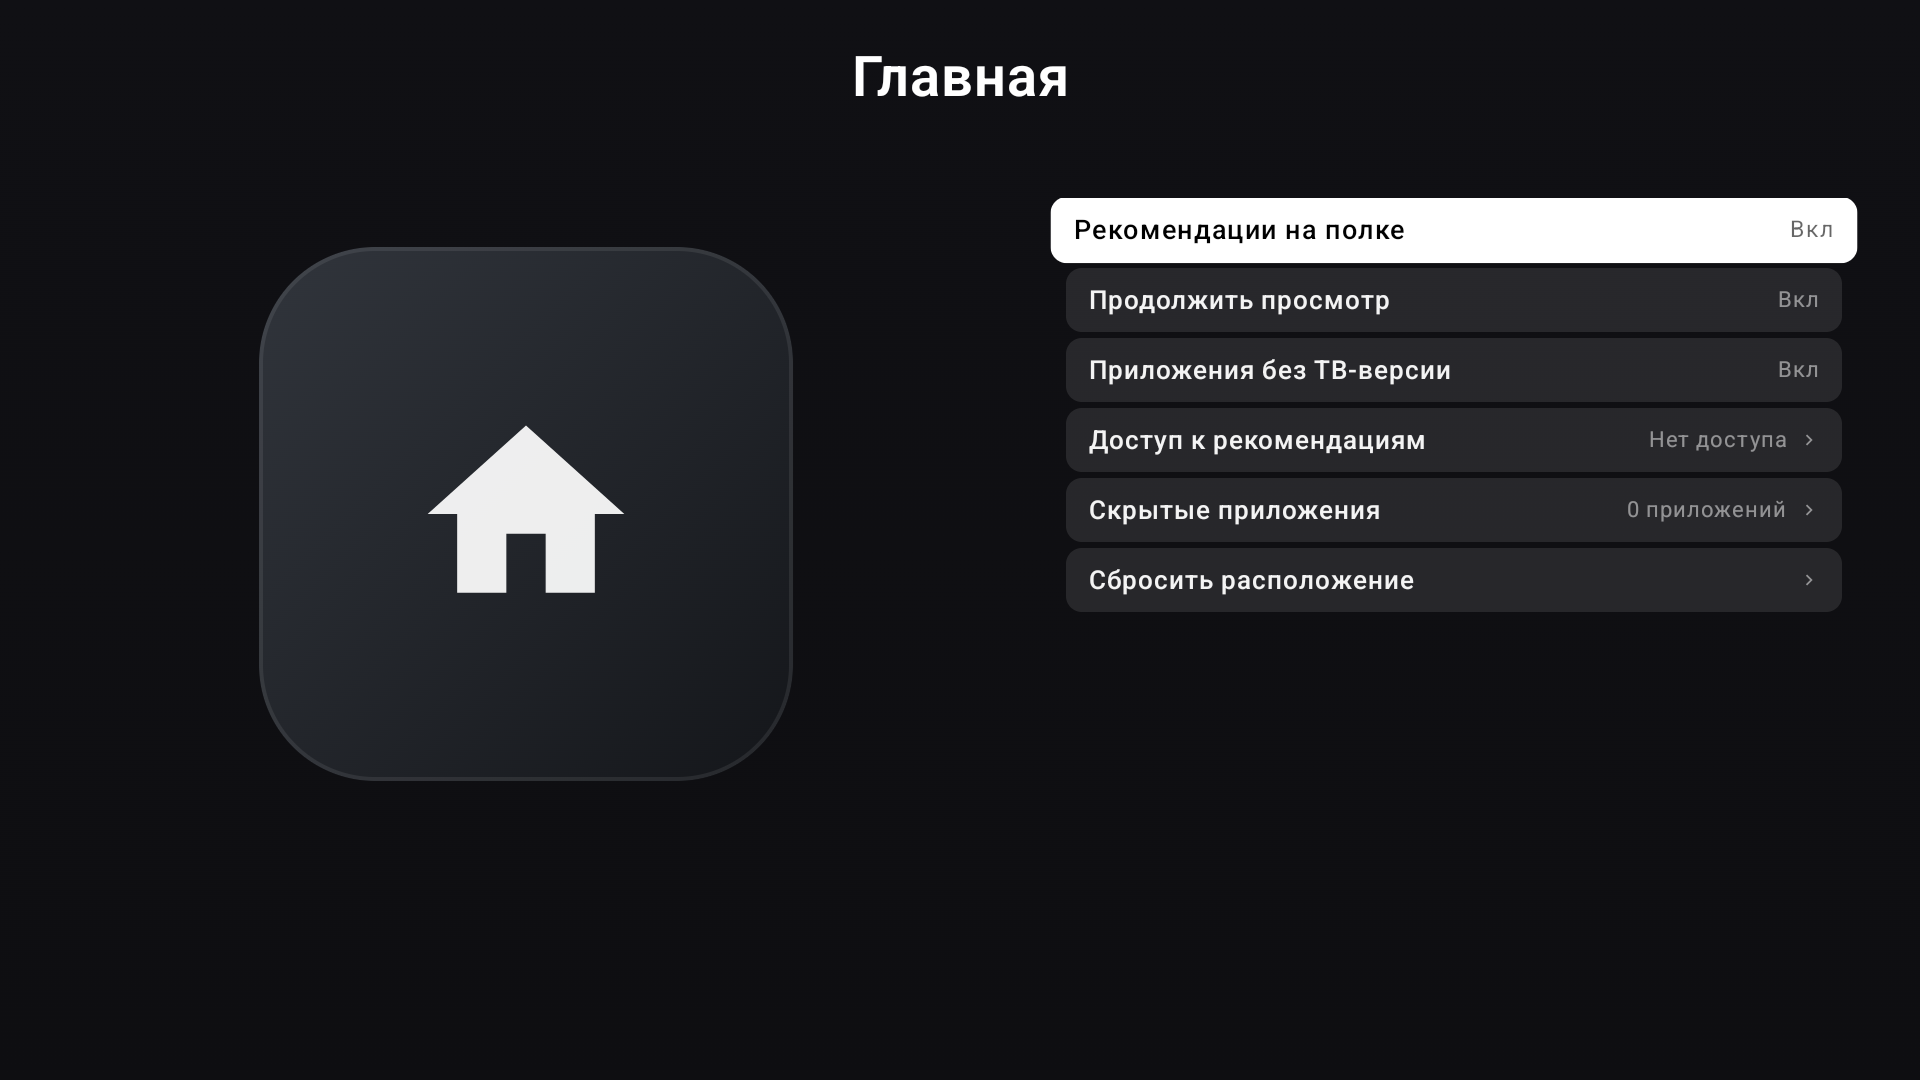 Главная
Рекомендации на полке Вкл
Продолжить просмотр Вкл
Приложения без ТВ-версии Вкл
Доступ к рекомендациям Нет доступа
Скрытые приложения 0 приложений
Сбросить расположение